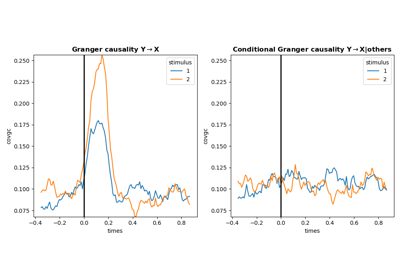 Granger causality Y→X
stimulus
1
2
covgc
0.250
0.225
0.200
0.175
0.150
0.125
0.100
0.075
−0.4 −0.2 0.0 0.2 0.4 0.6 0.8
times
Conditional Granger causality Y→X|others
stimulus
1
2
covgc
0.250
0.225
0.200
0.175
0.150
0.125
0.100
0.075
−0.4 −0.2 0.0 0.2 0.4 0.6 0.8
times